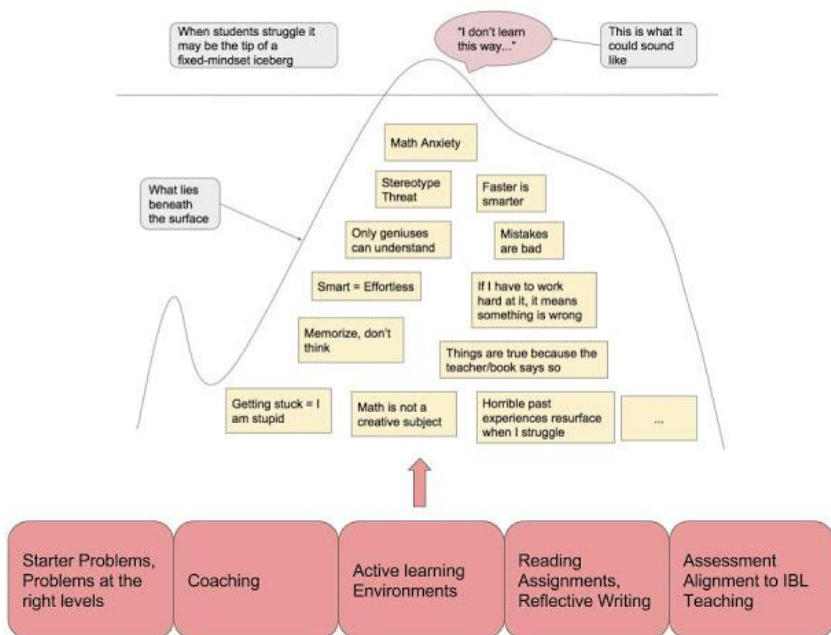 When students struggle it
may be the tip of a
fixed-mindset iceberg
"I don't learn
this way..."
This is what it
could sound
like
What lies
beneath
the surface
Math Anxiety
Stereotype
Threat
Faster is
smarter
Only geniuses
can understand
Mistakes
are bad
Smart = Effortless
If I have to work
hard at it, it means
something is wrong
Memorize, don't
think
Things are true because the
teacher/book says so
Getting stuck = I
am stupid
Math is not a
creative subject
Horrible past
experiences resurface
when I struggle
...
Starter Problems,
Problems at the
right levels
Coaching
Active learning
Environments
Reading
Assignments,
Reflective Writing
Assessment
Alignment to IBL
Teaching